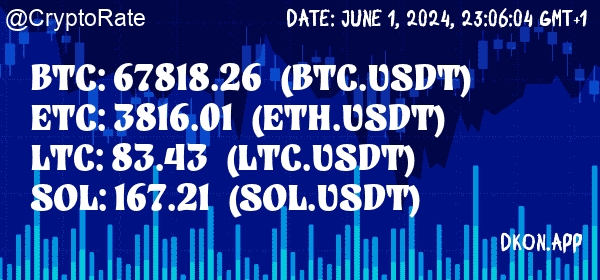 @CryptoRate
DATE: JUNE 1, 2024, 23:06:04 GMT+1
BTC: 67818.26 (BTC.USDT)
ETC: 3816.01 (ETH.USDT)
LTC: 83.43 (LTC.USDT)
SOL: 167.21 (SOL.USDT)
DKON.APP